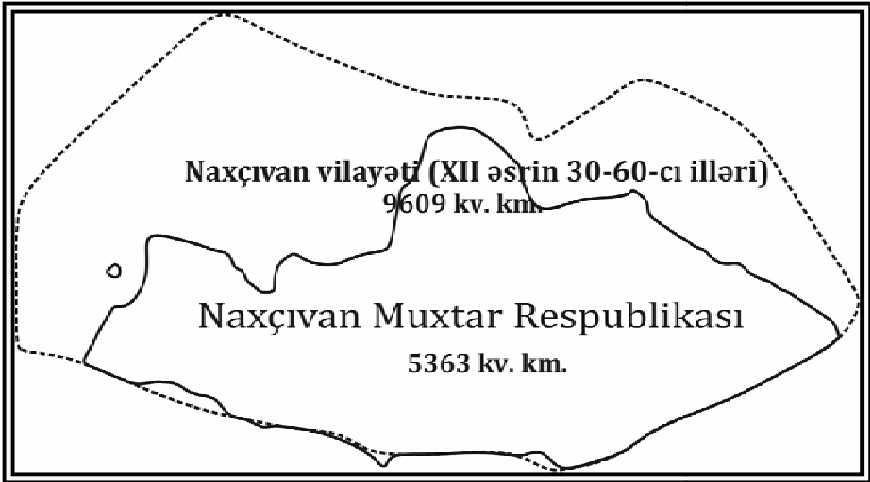 Naxçıvan vilayəti (XII əsrin 30-60-cı illəri)
9609 kv. km.
Naxçıvan Muxtar Respublikası
5363 kv. km.